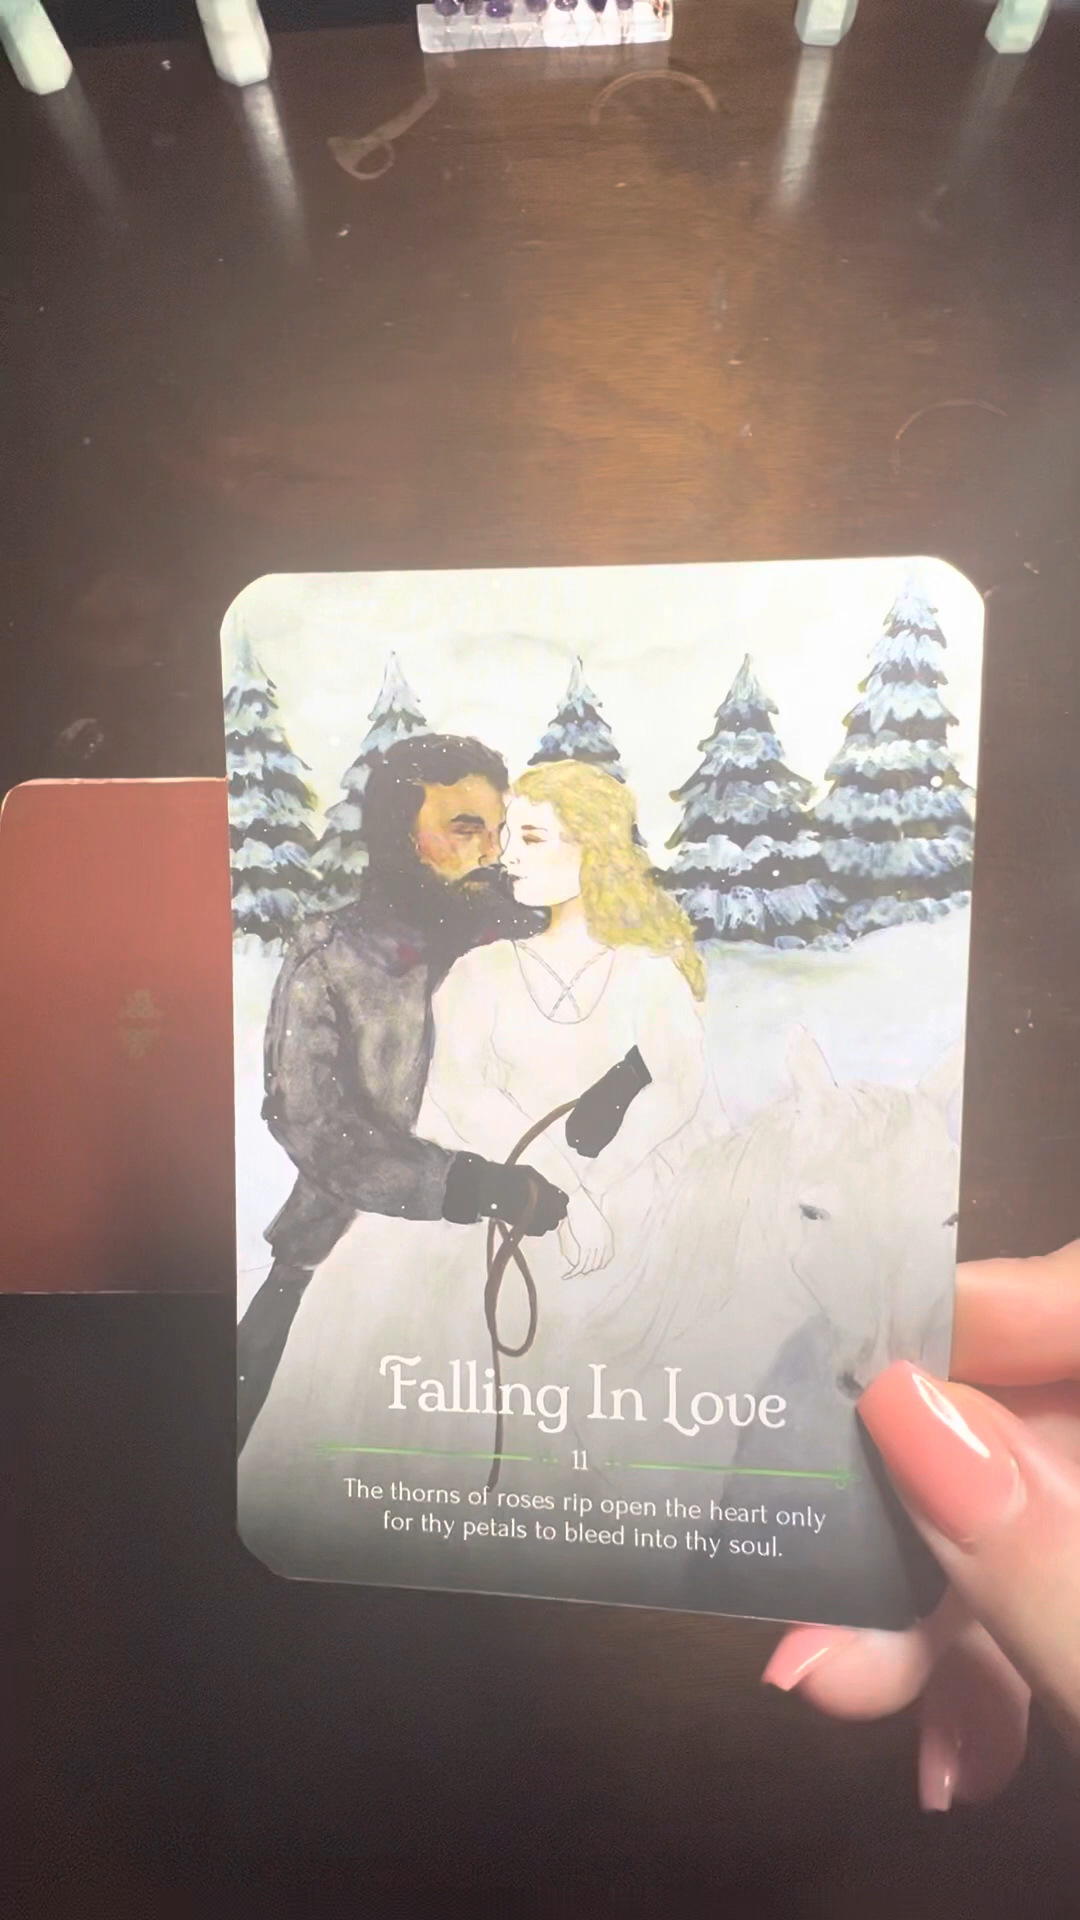 Falling In Love
11
The thorns of roses rip open the heart only
for thy petals to bleed into thy soul.